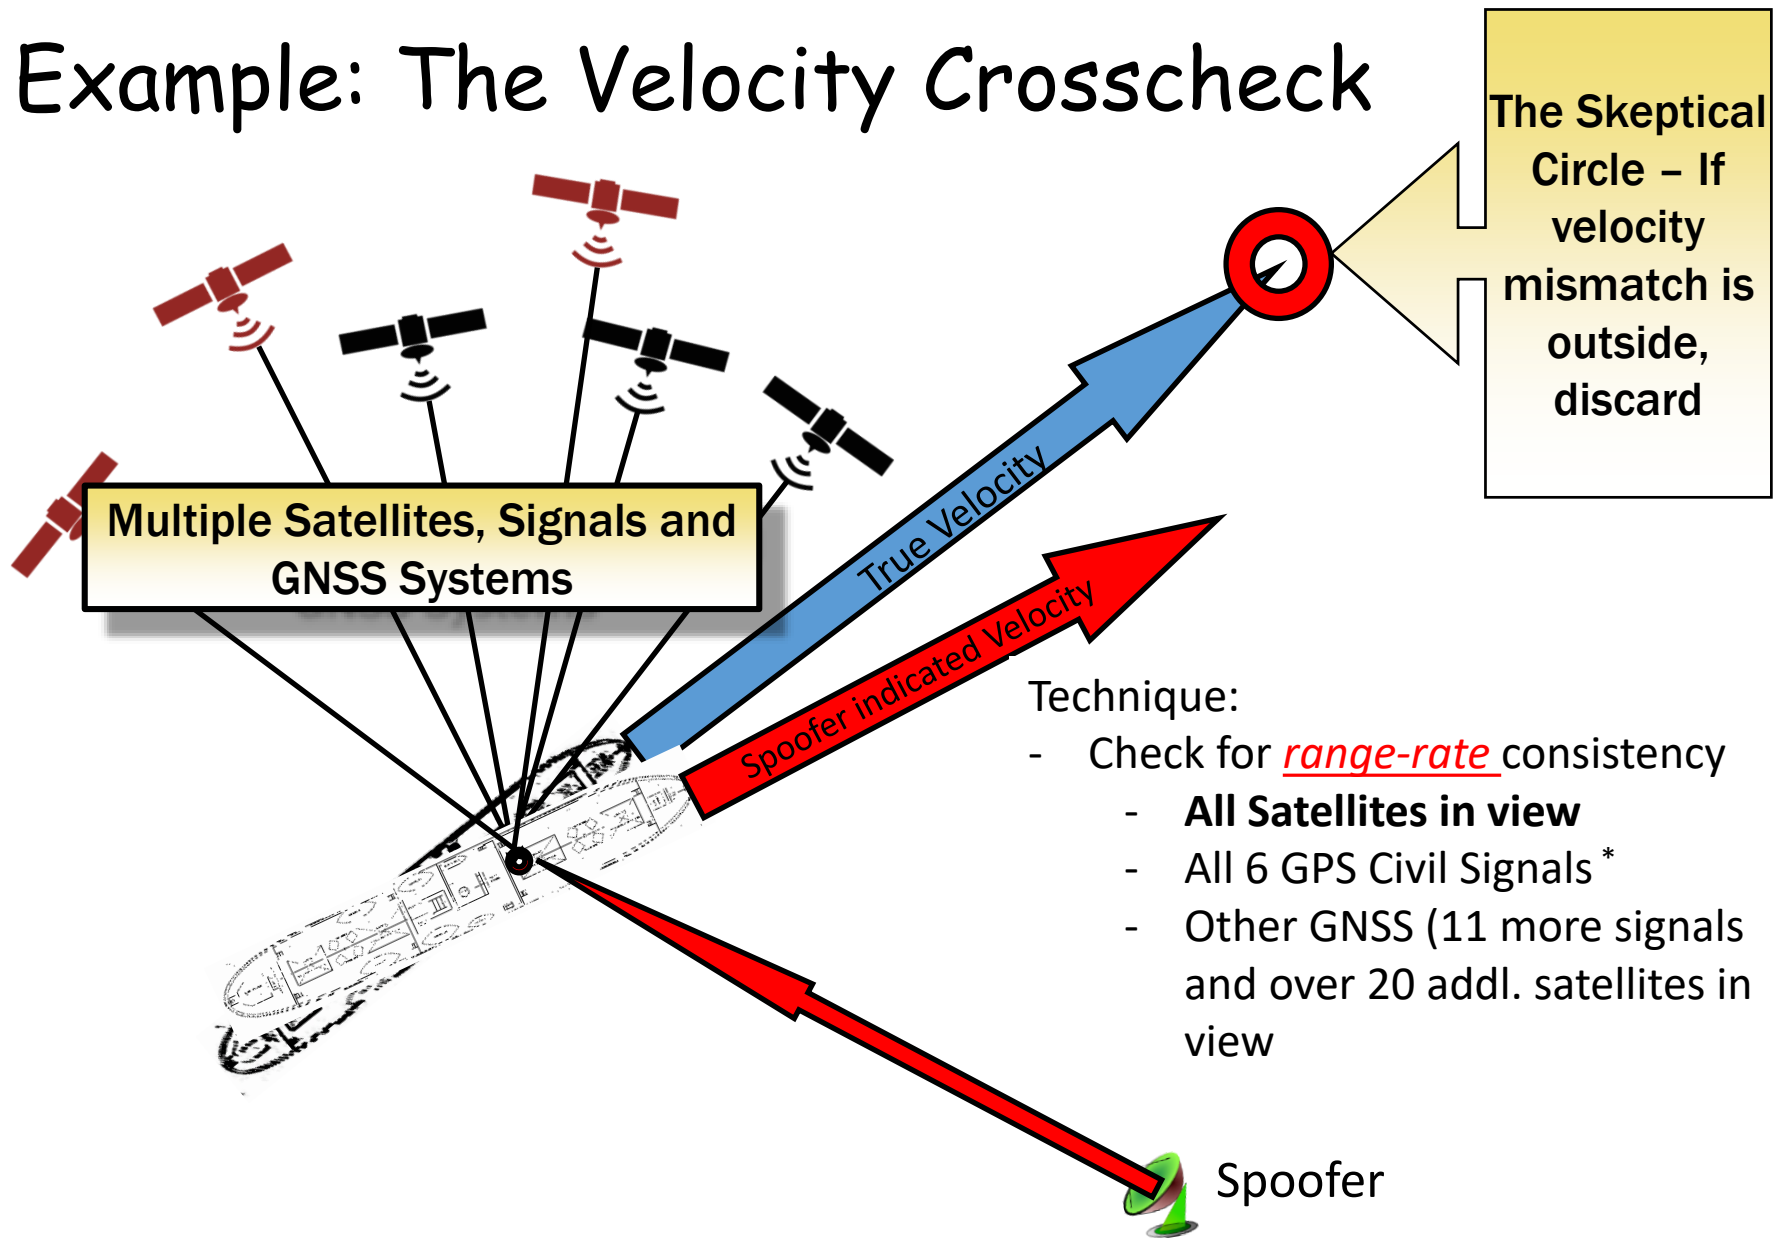 Example: The Velocity Crosscheck
The Skeptical
Circle – If
velocity
mismatch is
outside,
discard
Multiple Satellites, Signals and
GNSS Systems
True Velocity
Spoofer indicated Velocity
Technique:
- Check for range-rate consistency
- All Satellites in view
- All 6 GPS Civil Signals *
- Other GNSS (11 more signals
and over 20 addl. satellites in
view
Spoofer